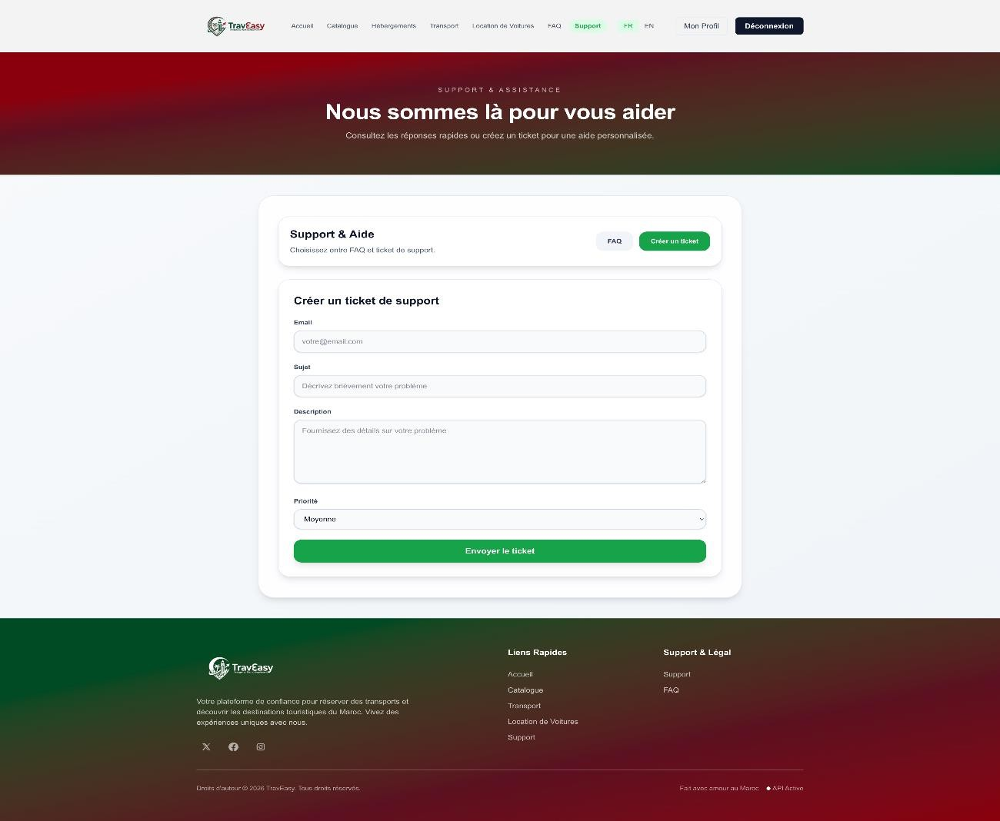 TravEasy
Accueil
Catalogue
Hébergements
Transport
Location de Voitures
FAQ
Support
FR
EN
Mon Profil
Déconnexion
SUPPORT & ASSISTANCE
Nous sommes là pour vous aider
Consultez les réponses rapides ou créez un ticket pour une aide personnalisée.
Support & Aide
Choisissez entre FAQ et ticket de support.
FAQ
Créer un ticket
Créer un ticket de support
Email
votre@email.com
Sujet
Décrivez brièvement votre problème
Description
Fournissez des détails sur votre problème
Priorité
Moyenne
Envoyer le ticket
TravEasy
Votre plateforme de confiance pour réserver des transports et
découvrir les destinations touristiques du Maroc. Vivez des
expériences uniques avec nous.
Liens Rapides
Accueil
Catalogue
Transport
Location de Voitures
Support
Support & Légal
Support
FAQ
Droits d'auteur © 2026 TravEasy. Tous droits réservés.
Fait avec amour au Maroc
API Active